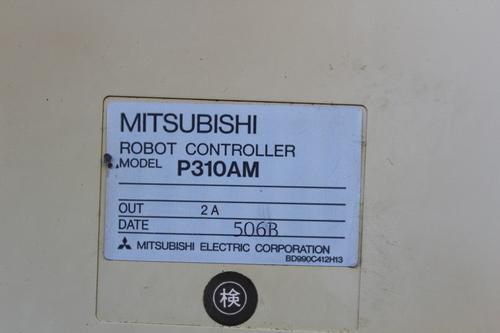 MITSUBISHI
ROBOT CONTROLLER
MODEL P310AM
OUT 2A
DATE 506B
MITSUBISHI ELECTRIC CORPORATION
BD990C412H13
検